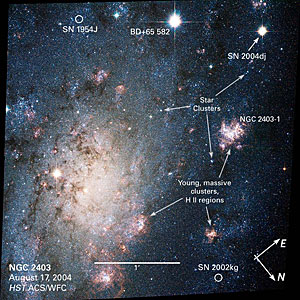 SN 1954J
BD+65 582
SN 2004dj
Star
Clusters
NGC 2403-1
Young, massive
clusters,
H II regions
NGC 2403
August 17, 2004
HST ACS/WFC
1'
SN 2002kg
E
N